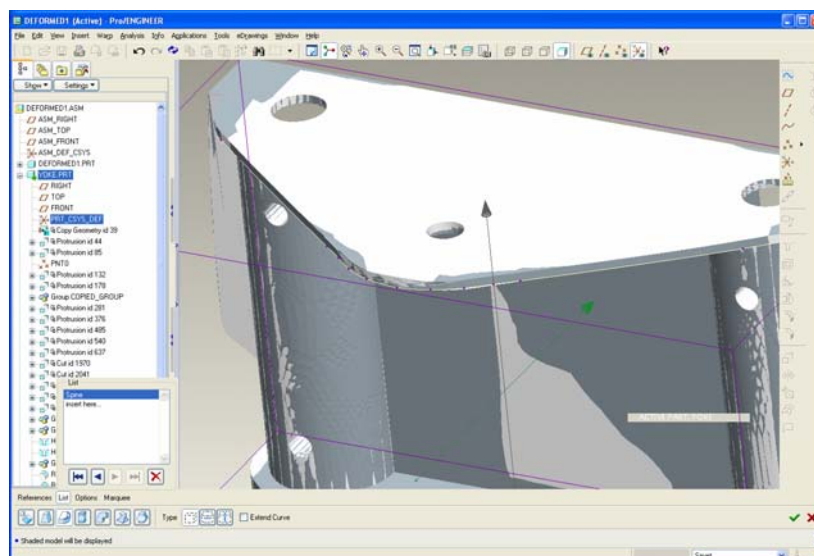 DEFORMED1 (Active) - Pro/ENGINEER
File Edit View Insert Warp Analysis Info Applications Tools eDrawings Window Help
Show Settings
DEFORMED1.ASM
ASM_RIGHT
ASM_TOP
ASM_FRONT
ASM_DEF_CSYS
DEFORMED1.PRT
YOKE.PRT
RIGHT
TOP
FRONT
PRT_CSYS_DEF
Copy Geometry id 39
Protrusion id 44
Protrusion id 85
PNT0
Protrusion id 132
Protrusion id 178
Group COPIED_GROUP
Protrusion id 281
Protrusion id 376
Protrusion id 485
Protrusion id 540
Protrusion id 637
Cut id 1970
Cut id 2041
List
Spine
insert here...
References List Options Marquee
Type Extend Curve
Shaded model will be displayed
Smart